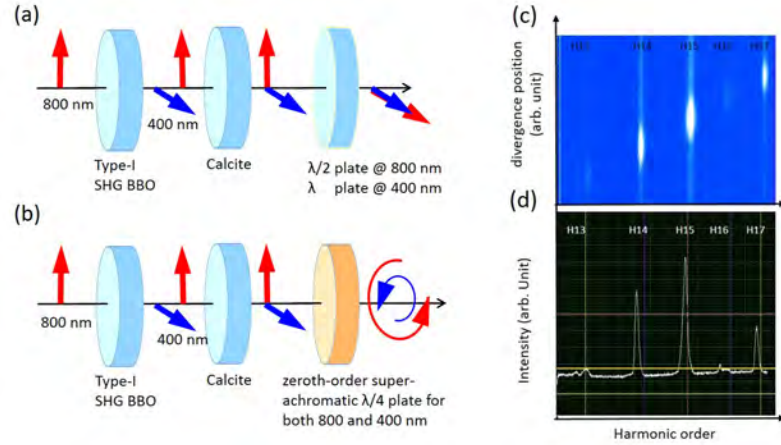 (a)
800 nm
400 nm
Type-I
SHG BBO
Calcite
λ/2 plate @ 800 nm
λ plate @ 400 nm
(b)
800 nm
400 nm
Type-I
SHG BBO
Calcite
zeroth-order super-
achromatic λ/4 plate for
both 800 and 400 nm
(c)
divergence position
(arb. unit)
H13
H14
H15
H16
H17
(d)
Intensity (arb. Unit)
H13
H14
H15
H16
H17
Harmonic order